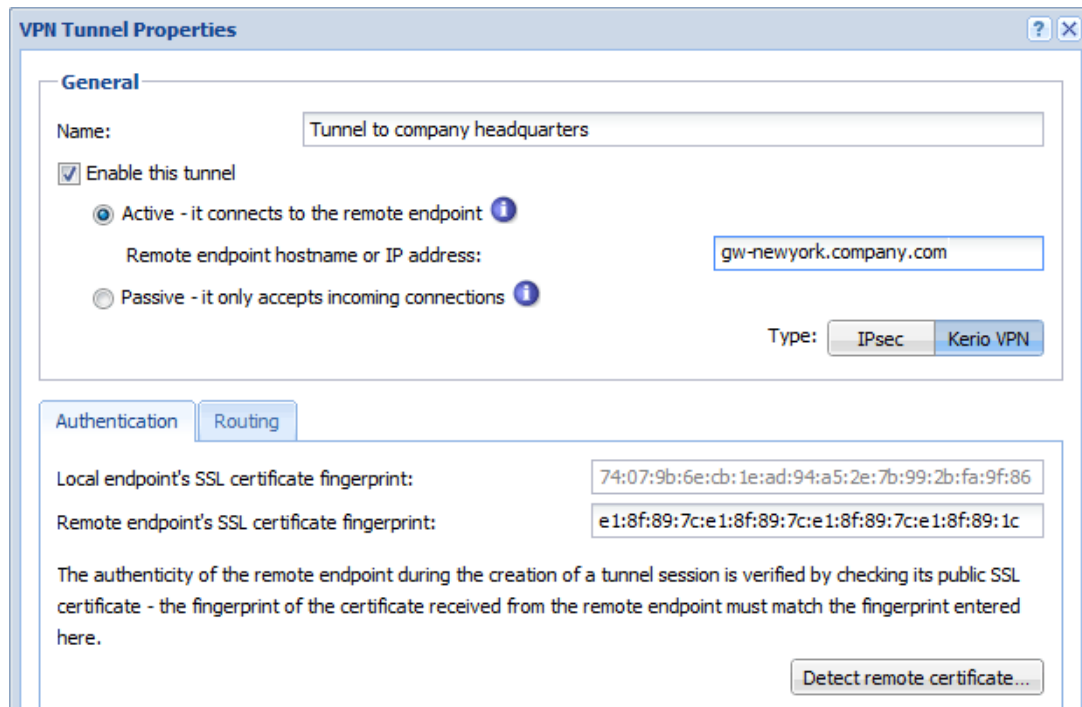 VPN Tunnel Properties
General
Name: Tunnel to company headquarters
Enable this tunnel
Active - it connects to the remote endpoint
Remote endpoint hostname or IP address: gw-newyork.company.com
Passive - it only accepts incoming connections
Type: IPsec Kerio VPN
Authentication Routing
Local endpoint's SSL certificate fingerprint: 74:07:9b:6e:cb:1e:ad:94:a5:2e:7b:99:2b:fa:9f:86
Remote endpoint's SSL certificate fingerprint: e1:8f:89:7c:e1:8f:89:7c:e1:8f:89:7c:e1:8f:89:1c
The authenticity of the remote endpoint during the creation of a tunnel session is verified by checking its public SSL
certificate - the fingerprint of the certificate received from the remote endpoint must match the fingerprint entered
here.
Detect remote certificate...